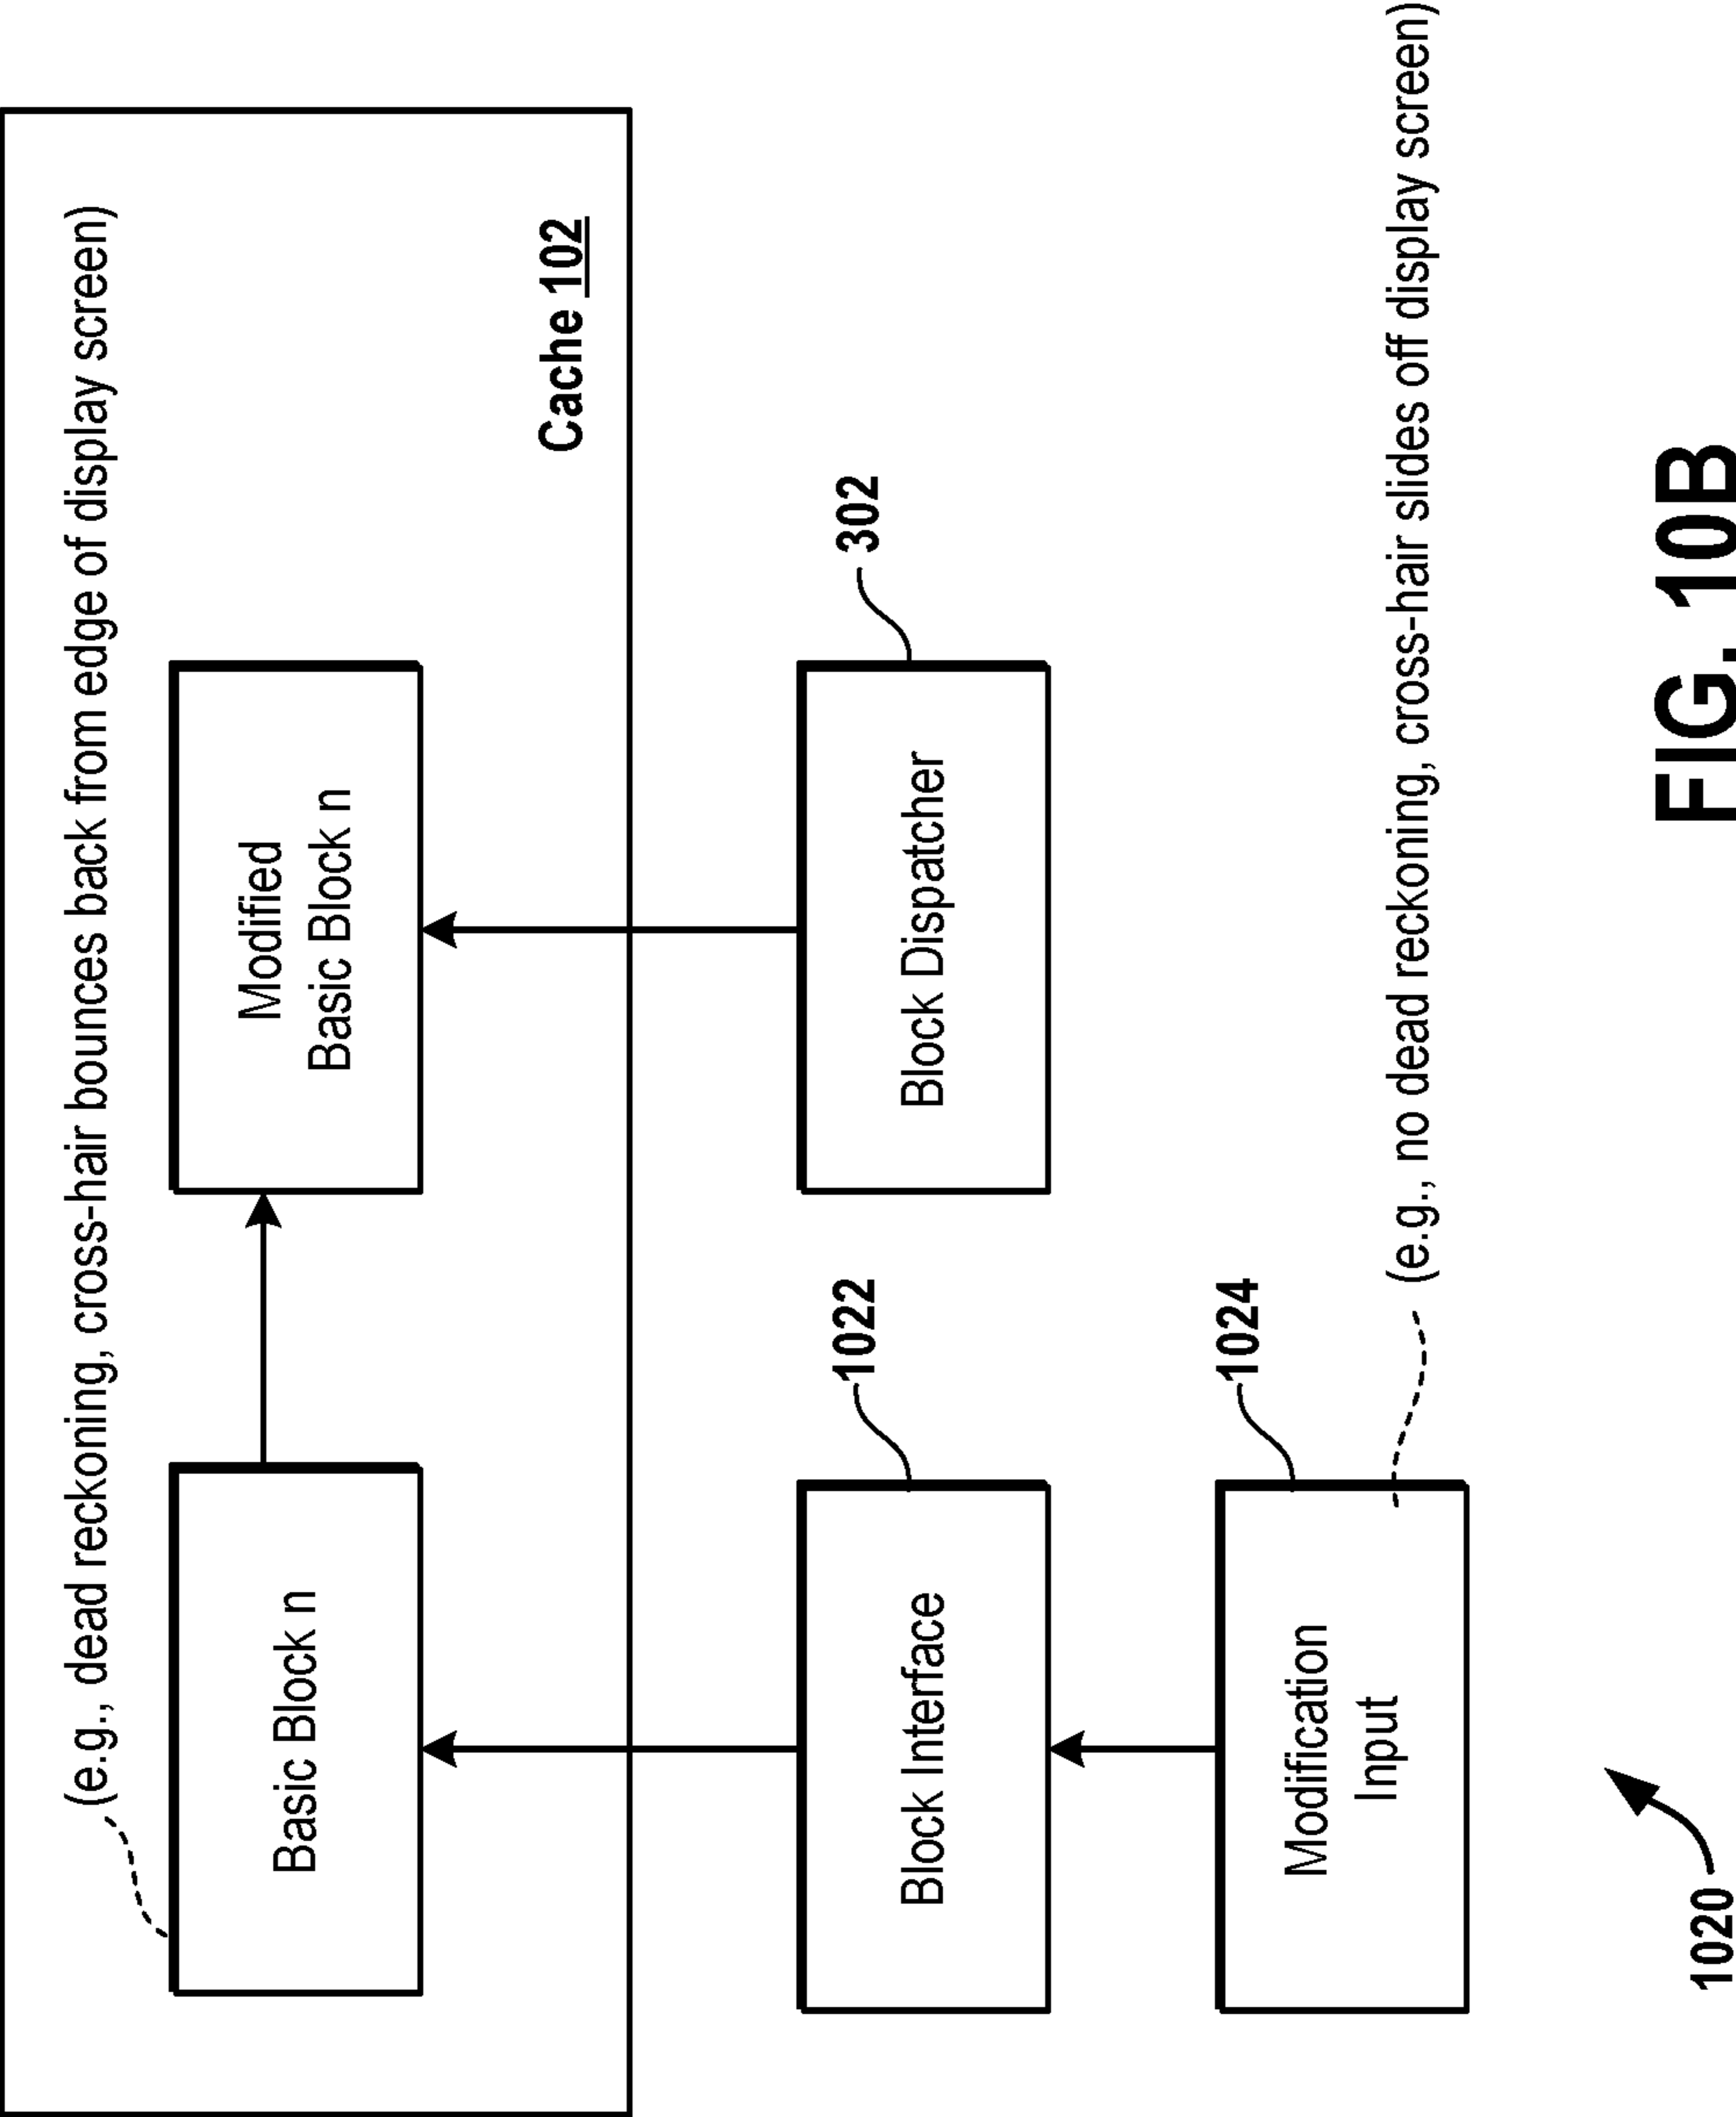 (e.g., dead reckoning, cross-hair bounces back from edge of display screen)
Basic Block n
Modified
Basic Block n
Cache 102
1022
302
Block Interface
Block Dispatcher
1024
Modification
Input
(e.g., no dead reckoning, cross-hair slides off display screen)
1020
FIG. 10B